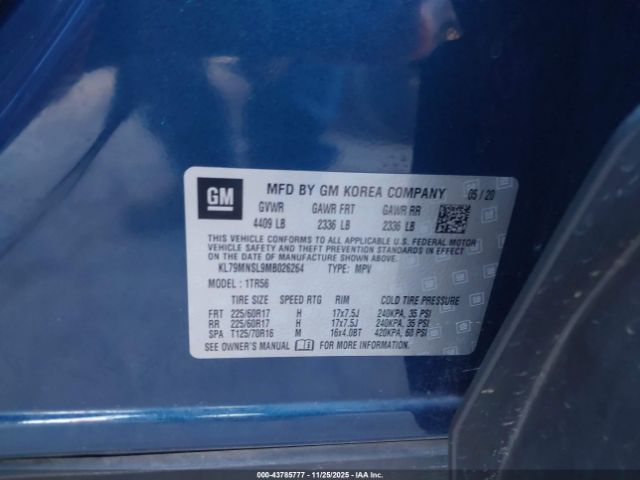 GM MFD BY GM KOREA COMPANY 05 / 20
GVWR GAWR FRT GAWR RR
4409 LB 2336 LB 2336 LB
THIS VEHICLE CONFORMS TO ALL APPLICABLE U.S. FEDERAL MOTOR
VEHICLE SAFETY AND THEFT PREVENTION STANDARDS IN
EFFECT ON THE DATE OF MANUFACTURE SHOWN ABOVE.
KL79MNSL9MB026264 TYPE : MPV
MODEL : 1TR56
TIRE SIZE SPEED RTG RIM COLD TIRE PRESSURE
FRT 225/60R17 H 17x7.5J 240KPA, 35 PSI
RR 225/60R17 H 17x7.5J 240KPA, 35 PSI
SPA T125/70R16 M 16x4.0BT 420KPA, 60 PSI
SEE OWNER'S MANUAL FOR MORE INFORMATION.
000-43785777 - 11/25/2025 - IAA Inc.